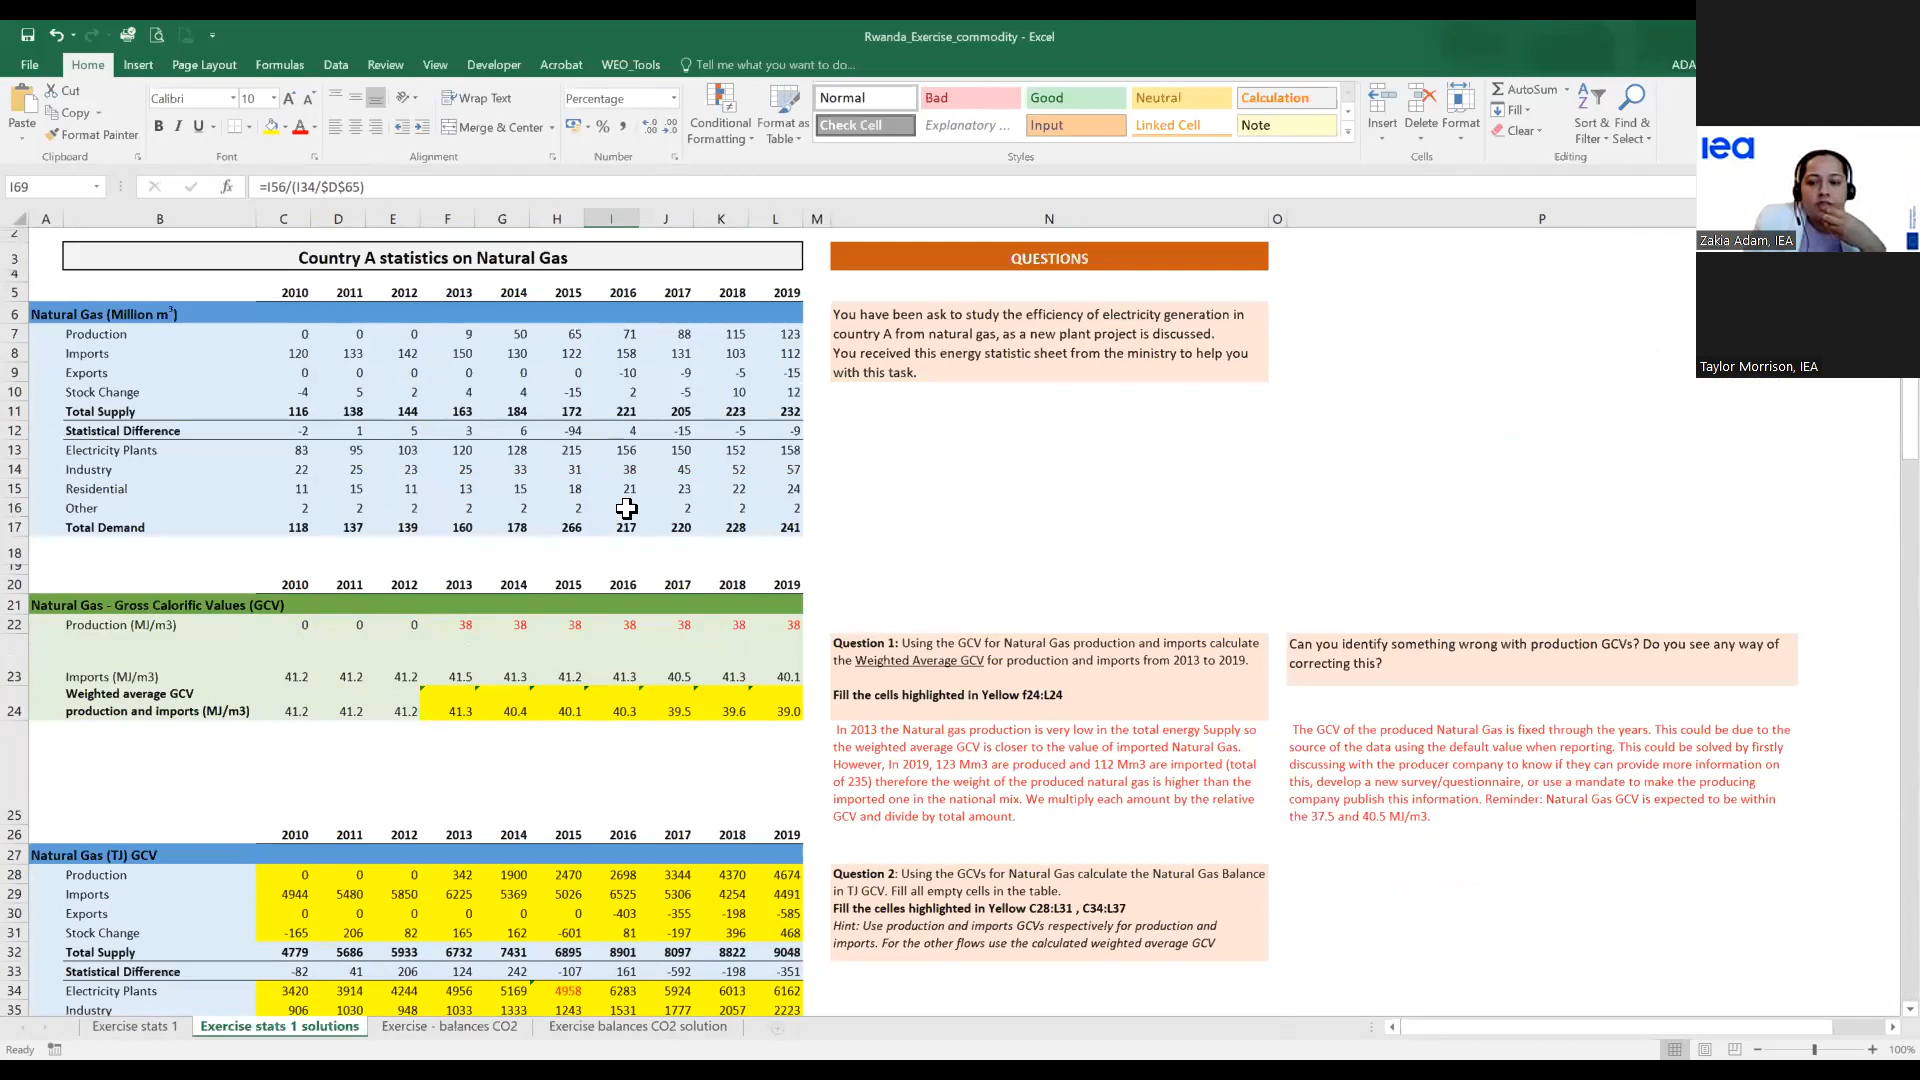 Rwanda_Exercise_commodity - Excel
File Home Insert Page Layout Formulas Data Review View Developer Acrobat WEO_Tools Tell me what you want to do... ADA
Paste Cut Copy Format Painter
Calibri 10
B I U
Wrap Text
Merge & Center
Percentage
Conditional Formatting Format as Table
Normal Bad Good Neutral Calculation
Check Cell Explanatory ... Input Linked Cell Note
Insert Delete Format
AutoSum
Fill
Clear
Sort & Filter Find & Select
Clipboard Font Alignment Number Styles Cells Editing
I69 fx =I56/(I34/$D$65)
A B C D E F G H I J K L M N O P
2
3 Country A statistics on Natural Gas QUESTIONS
4
5 2010 2011 2012 2013 2014 2015 2016 2017 2018 2019
6 Natural Gas (Million m3)
7 Production 0 0 0 9 50 65 71 88 115 123
8 Imports 120 133 142 150 130 122 158 131 103 112
9 Exports 0 0 0 0 0 0 -10 -9 -5 -15
10 Stock Change -4 5 2 4 4 -15 2 -5 10 12
11 Total Supply 116 138 144 163 184 172 221 205 223 232
12 Statistical Difference -2 1 5 3 6 -94 4 -15 -5 -9
13 Electricity Plants 83 95 103 120 128 215 156 150 152 158
14 Industry 22 25 23 25 33 31 38 45 52 57
15 Residential 11 15 11 13 15 18 21 23 22 24
16 Other 2 2 2 2 2 2 2 2 2
17 Total Demand 118 137 139 160 178 266 217 220 228 241
You have been ask to study the efficiency of electricity generation in
country A from natural gas, as a new plant project is discussed.
You received this energy statistic sheet from the ministry to help you
with this task.
18
19
20 2010 2011 2012 2013 2014 2015 2016 2017 2018 2019
21 Natural Gas - Gross Calorific Values (GCV)
22 Production (MJ/m3) 0 0 0 38 38 38 38 38 38 38
23 Imports (MJ/m3) 41.2 41.2 41.2 41.5 41.3 41.2 41.3 40.5 41.3 40.1
Weighted average GCV
24 production and imports (MJ/m3) 41.2 41.2 41.2 41.3 40.4 40.1 40.3 39.5 39.6 39.0
Question 1: Using the GCV for Natural Gas production and imports calculate
the Weighted Average GCV for production and imports from 2013 to 2019.
Fill the cells highlighted in Yellow f24:L24
Can you identify something wrong with production GCVs? Do you see any way of
correcting this?
In 2013 the Natural gas production is very low in the total energy Supply so
the weighted average GCV is closer to the value of imported Natural Gas.
However, In 2019, 123 Mm3 are produced and 112 Mm3 are imported (total
of 235) therefore the weight of the produced natural gas is higher than the
imported one in the national mix. We multiply each amount by the relative
GCV and divide by total amount.
The GCV of the produced Natural Gas is fixed through the years. This could be due to the
source of the data using the default value when reporting. This could be solved by firstly
discussing with the producer company to know if they can provide more information on
this, develop a new survey/questionnaire, or use a mandate to make the producing
company publish this information. Reminder: Natural Gas GCV is expected to be within
the 37.5 and 40.5 MJ/m3.
25
26 2010 2011 2012 2013 2014 2015 2016 2017 2018 2019
27 Natural Gas (TJ) GCV
28 Production 0 0 0 342 1900 2470 2698 3344 4370 4674
29 Imports 4944 5480 5850 6225 5369 5026 6525 5306 4254 4491
30 Exports 0 0 0 0 0 0 -403 -355 -198 -585
31 Stock Change -165 206 82 165 162 -601 81 -197 396 468
32 Total Supply 4779 5686 5933 6732 7431 6895 8901 8097 8822 9048
33 Statistical Difference -82 41 206 124 242 -107 161 -592 -198 -351
34 Electricity Plants 3420 3914 4244 4956 5169 4958 6283 5924 6013 6162
35 Industry 906 1030 948 1033 1333 1243 1531 1777 2057 2223
Question 2: Using the GCVs for Natural Gas calculate the Natural Gas Balance
in TJ GCV. Fill all empty cells in the table.
Fill the celles highlighted in Yellow C28:L31 , C34:L37
Hint: Use production and imports GCVs respectively for production and
imports. For the other flows use the calculated weighted average GCV
Exercise stats 1 Exercise stats 1 solutions Exercise - balances CO2 Exercise balances CO2 solution
Ready 100%
iea
Zakia Adam, IEA
Taylor Morrison, IEA